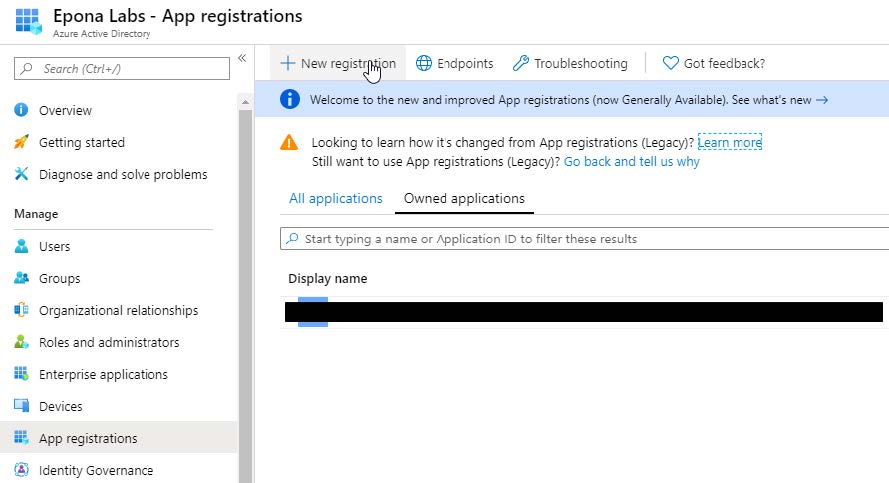 Epona Labs - App registrations
Azure Active Directory
Search (Ctrl+/)
«
Overview
Getting started
Diagnose and solve problems
Manage
Users
Groups
Organizational relationships
Roles and administrators
Enterprise applications
Devices
App registrations
Identity Governance
New registration Endpoints Troubleshooting Got feedback?
Welcome to the new and improved App registrations (now Generally Available). See what's new →
Looking to learn how it's changed from App registrations (Legacy)? Learn more
Still want to use App registrations (Legacy)? Go back and tell us why
All applications Owned applications
Start typing a name or Application ID to filter these results
Display name